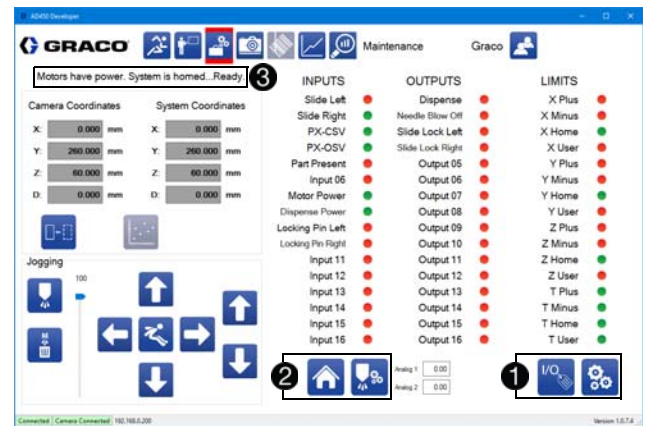 AD450 Developer
GRACO
Maintenance
Graco
Motors have power. System is homed...Ready.
3
Camera Coordinates
System Coordinates
X: 0.000 mm
X: 0.000 mm
Y: 260.000 mm
Y: 260.000 mm
Z: 60.000 mm
Z: 60.000 mm
D: 0.000 mm
D: 0.000 mm
Jogging
100
INPUTS
Slide Left
Slide Right
PX-CSV
PX-OSV
Part Present
Input 06
Motor Power
Dispense Power
Locking Pin Left
Locking Pin Right
Input 11
Input 12
Input 13
Input 14
Input 15
Input 16
OUTPUTS
Dispense
Needle Blow Off
Slide Lock Left
Slide Lock Right
Output 05
Output 06
Output 07
Output 08
Output 09
Output 10
Output 11
Output 12
Output 13
Output 14
Output 15
Output 16
LIMITS
X Plus
X Minus
X Home
X User
Y Plus
Y Minus
Y Home
Y User
Z Plus
Z Minus
Z Home
Z User
T Plus
T Minus
T Home
T User
2
Analog 1 0.00
Analog 2 0.00
1
I/O
Connected
Camera Connected
192.168.0.200
Version 1.0.7.4